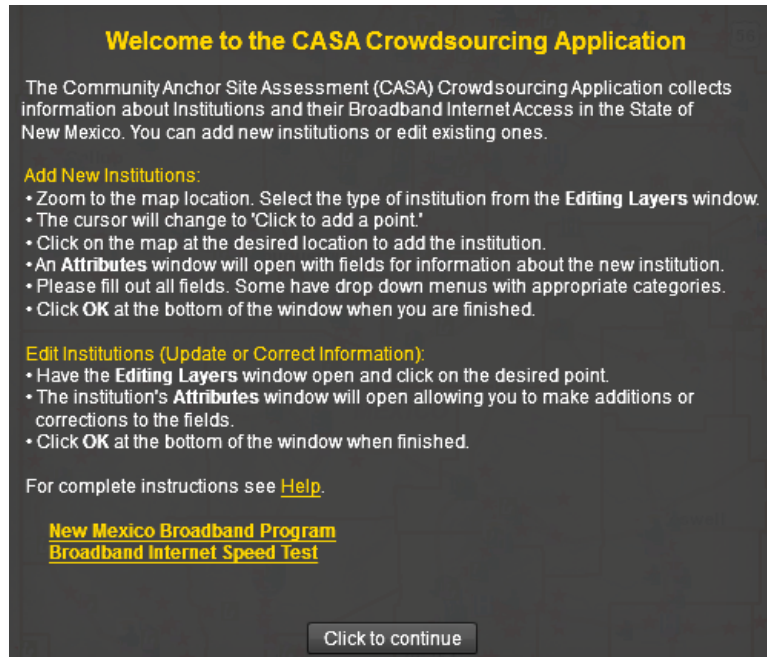 Welcome to the CASA Crowdsourcing Application
The Community Anchor Site Assessment (CASA) Crowdsourcing Application collects
information about Institutions and their Broadband Internet Access in the State of
New Mexico. You can add new institutions or edit existing ones.
Add New Institutions:
• Zoom to the map location. Select the type of institution from the Editing Layers window.
• The cursor will change to 'Click to add a point.'
• Click on the map at the desired location to add the institution.
• An Attributes window will open with fields for information about the new institution.
• Please fill out all fields. Some have drop down menus with appropriate categories.
• Click OK at the bottom of the window when you are finished.
Edit Institutions (Update or Correct Information):
• Have the Editing Layers window open and click on the desired point.
• The institution's Attributes window will open allowing you to make additions or
corrections to the fields.
• Click OK at the bottom of the window when finished.
For complete instructions see Help.
New Mexico Broadband Program
Broadband Internet Speed Test
Click to continue